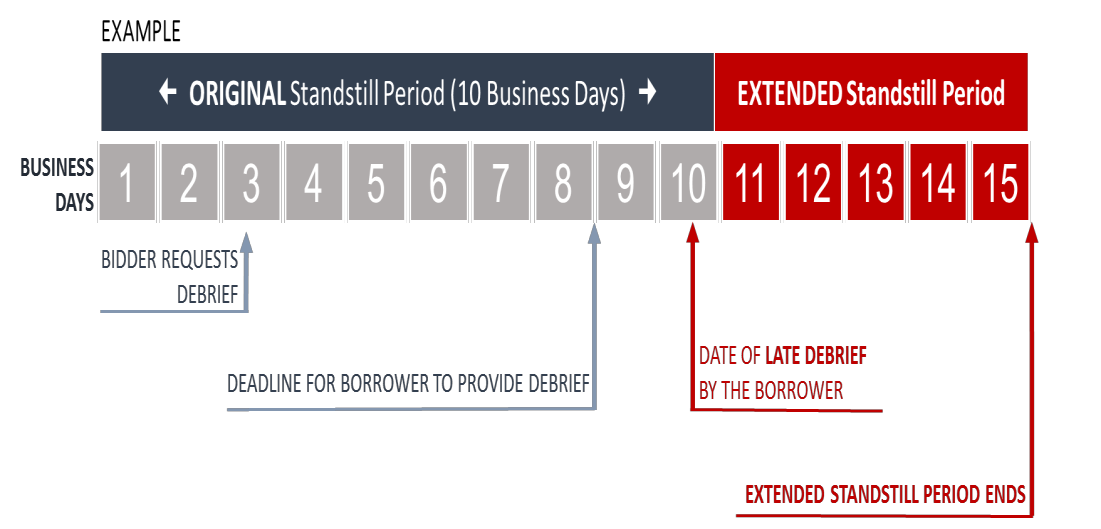 EXAMPLE
← ORIGINAL Standstill Period (10 Business Days) → EXTENDED Standstill Period
BUSINESS
DAYS
1 2 3 4 5 6 7 8 9 10 11 12 13 14 15
BIDDER REQUESTS
DEBRIEF
DEADLINE FOR BORROWER TO PROVIDE DEBRIEF
DATE OF LATE DEBRIEF
BY THE BORROWER
EXTENDED STANDSTILL PERIOD ENDS